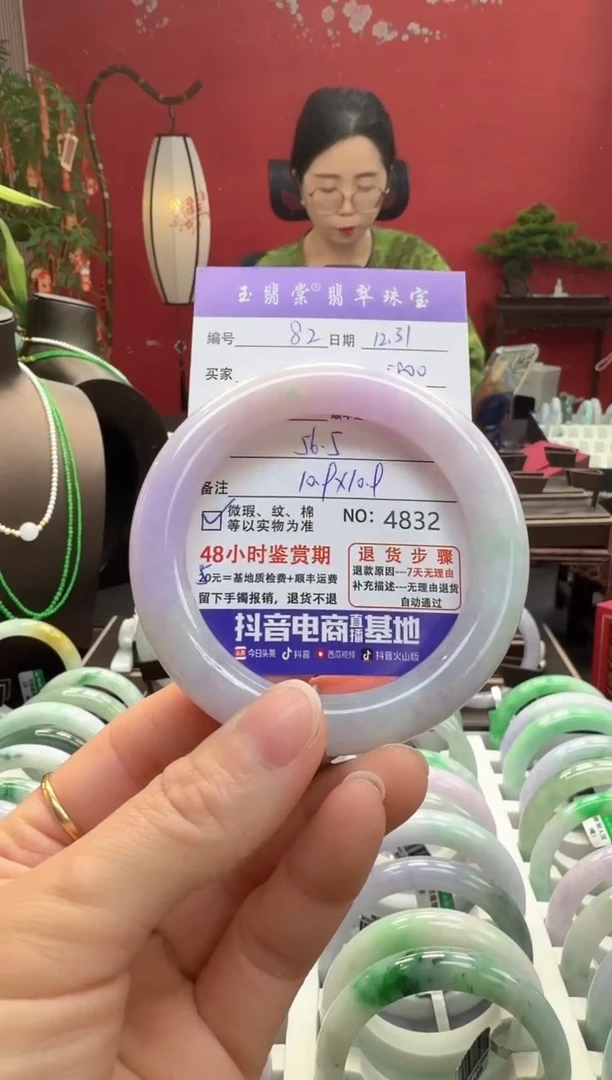 玉翡棠®翡翠珠宝
编号 82 日期 12.31
买家
56.5
备注 10.9X10.9
微瑕、纹、棉
等以实物为准
NO: 4832
48小时鉴赏期
元=基地质检费+顺丰运费
留下手镯报销，退货不退
退货步骤
退款原因---7天无理由
补充描述---无理由退货
自动通过
抖音电商直播基地
今日头条 抖音 西瓜视频 抖音火山版